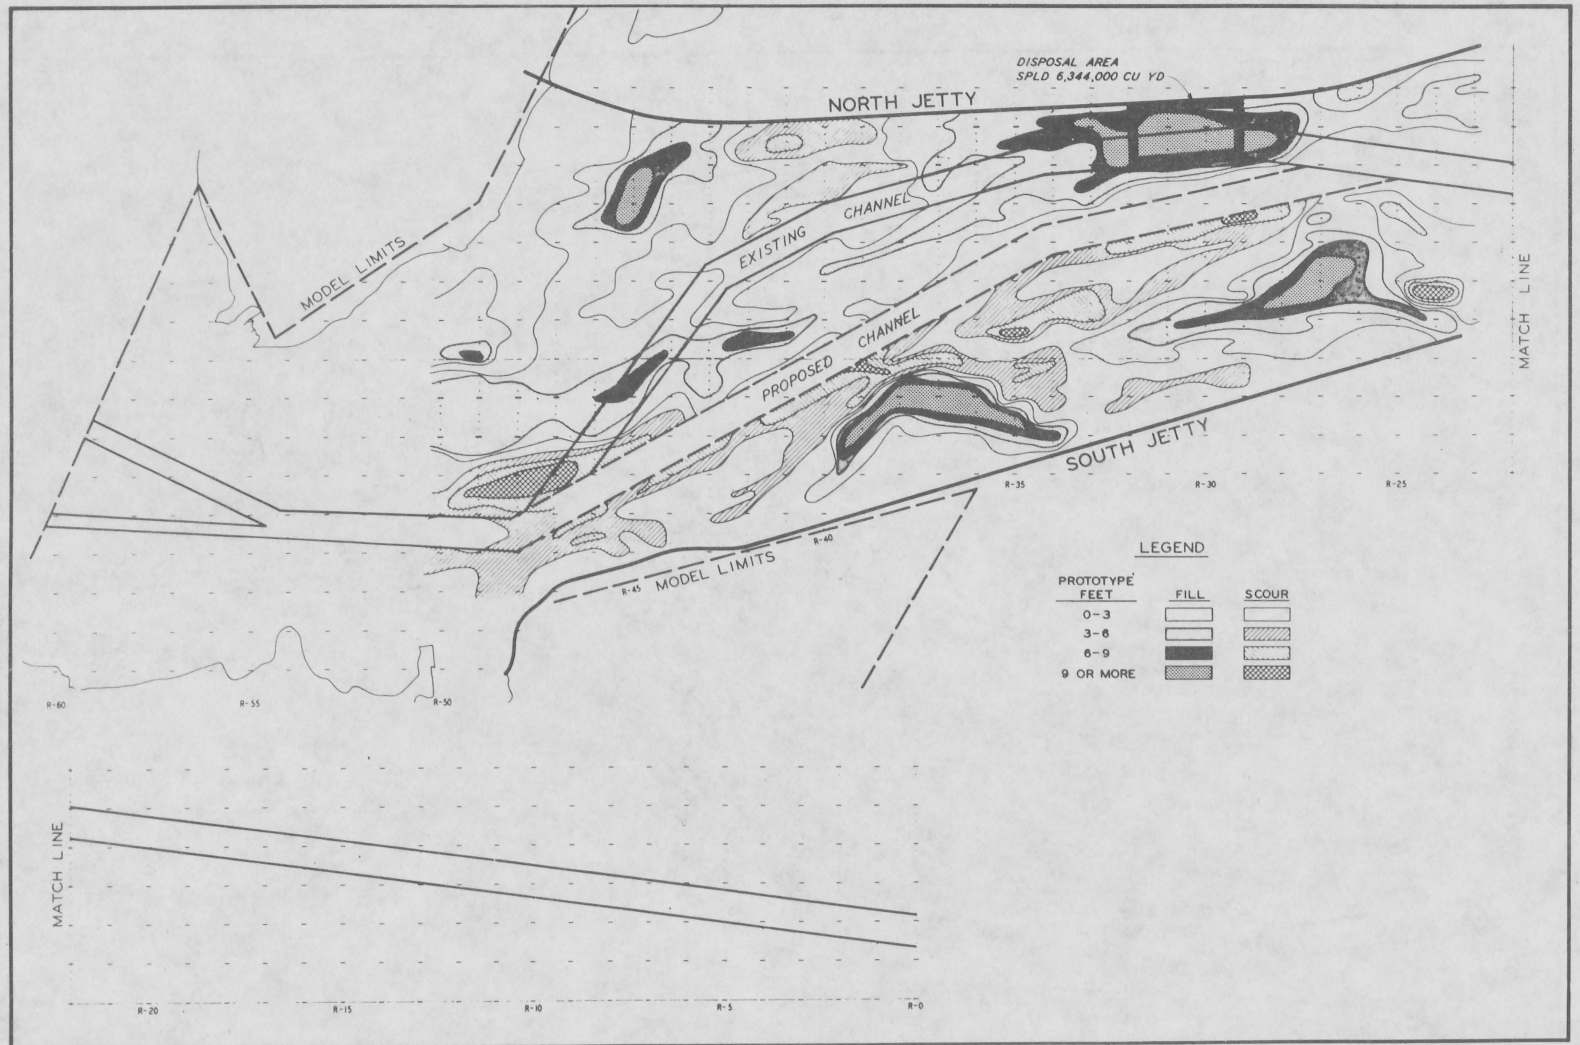 DISPOSAL AREA
SPLD 6,344,000 CU YD
NORTH JETTY
CHANNEL
EXISTING
MODEL LIMITS
MATCH LINE
CHANNEL
PROPOSED
SOUTH JETTY
R-35
R-30
R-25
R-40
MODEL LIMITS
R-45
LEGEND
PROTOTYPE
FEET FILL SCOUR
0-3
3-6
6-9
9 OR MORE
R-60
R-55
R-50
MATCH LINE
R-20
R-15
R-10
R-5
R-0